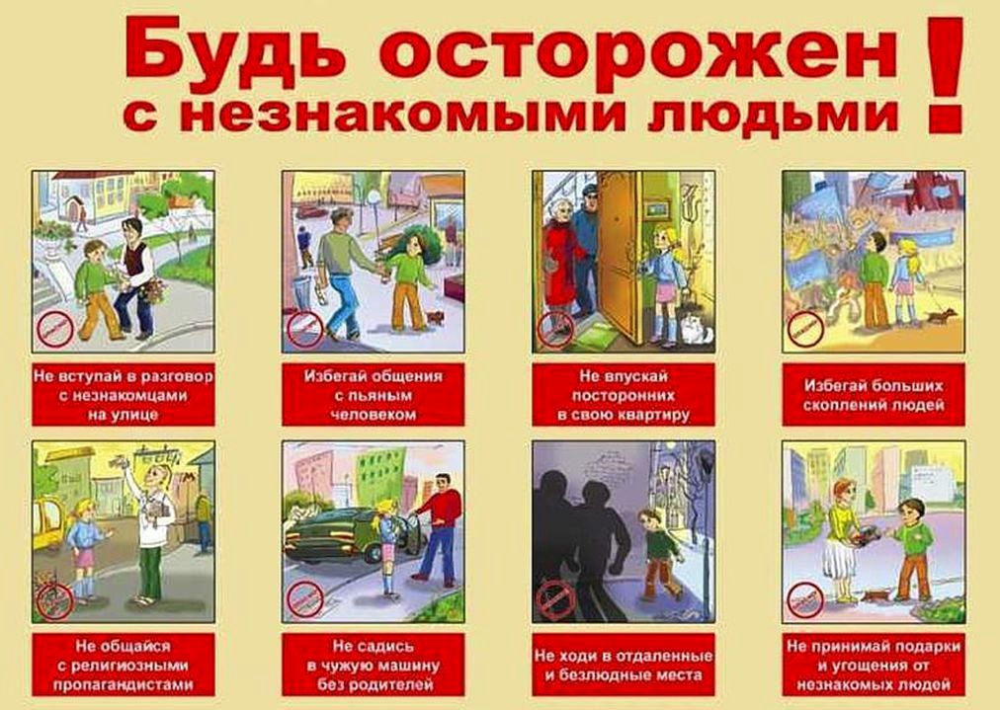 Будь осторожен!
с незнакомыми людьми
Не вступай в разговор
с незнакомцами
на улице
Избегай общения
с пьяным
человеком
Не впускай
посторонних
в свою квартиру
Избегай больших
скоплений людей
Не общайся
с религиозными
пропагандистами
Не садись
в чужую машину
без родителей
Не ходи в отдаленные
и безлюдные места
Не принимай подарки
и угощения от
незнакомых людей